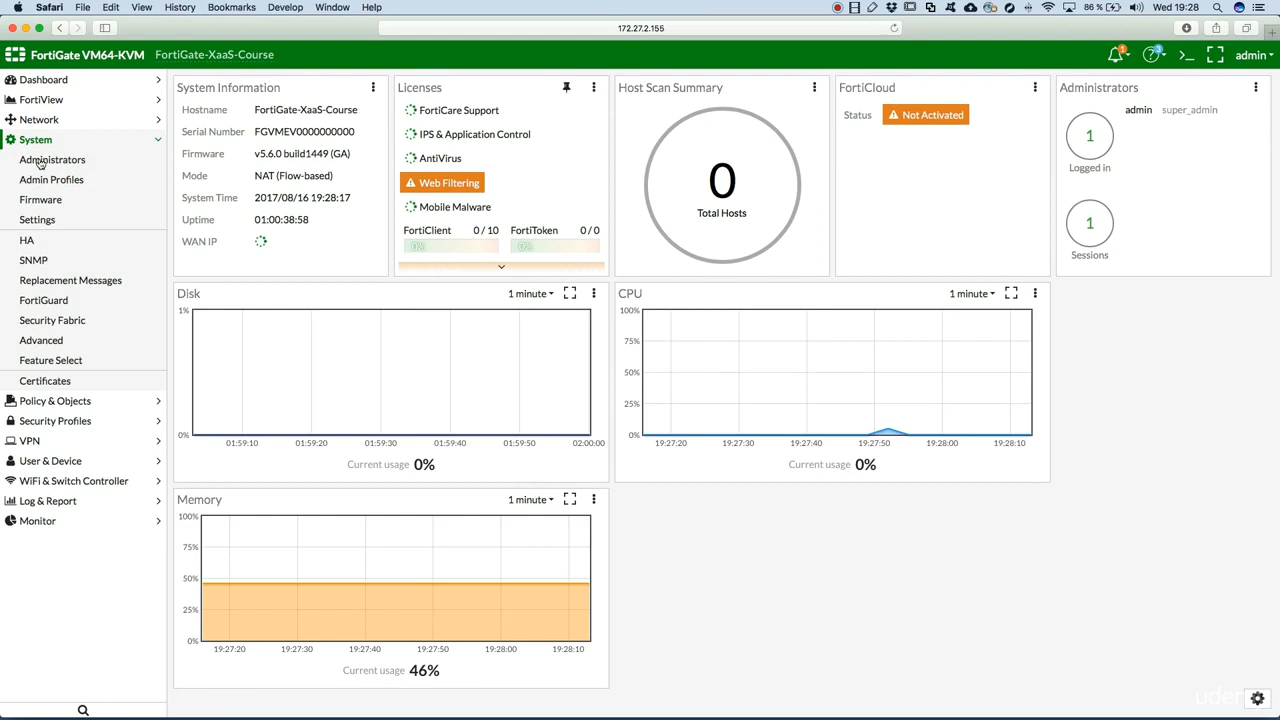 Safari File Edit View History Bookmarks Develop Window Help 86 % Wed 19:28
172.27.2.155
FortiGate VM64-KVM FortiGate-XaaS-Course 1 3 >_ admin
Dashboard
FortiView
Network
System
Administrators
Admin Profiles
Firmware
Settings
HA
SNMP
Replacement Messages
FortiGuard
Security Fabric
Advanced
Feature Select
Certificates
Policy & Objects
Security Profiles
VPN
User & Device
WiFi & Switch Controller
Log & Report
Monitor
System Information
Hostname FortiGate-XaaS-Course
Serial Number FGVMEV0000000000
Firmware v5.6.0 build1449 (GA)
Mode NAT (Flow-based)
System Time 2017/08/16 19:28:17
Uptime 01:00:38:58
WAN IP
Licenses
FortiCare Support
IPS & Application Control
AntiVirus
Web Filtering
Mobile Malware
FortiClient 0 / 10 FortiToken 0 / 0
0% 0%
Host Scan Summary
0
Total Hosts
FortiCloud
Status Not Activated
Administrators
admin super_admin
1
Logged in
1
Sessions
Disk 1 minute
1%
0%
01:59:10 01:59:20 01:59:30 01:59:40 01:59:50 02:00:00
Current usage 0%
CPU 1 minute
100%
75%
50%
25%
0%
19:27:20 19:27:30 19:27:40 19:27:50 19:28:00 19:28:10
Current usage 0%
Memory 1 minute
100%
75%
50%
25%
0%
19:27:20 19:27:30 19:27:40 19:27:50 19:28:00 19:28:10
Current usage 46%